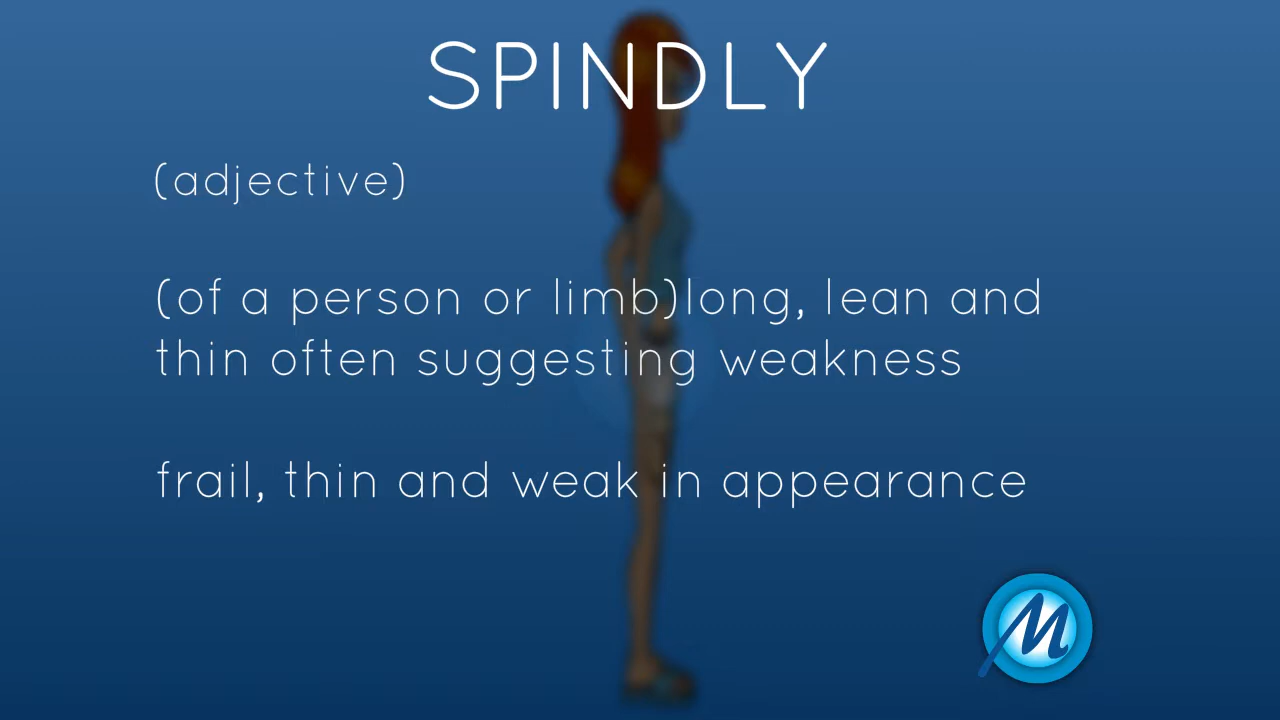 SPINDLY
(adjective)
(of a person or limb)long, lean and
thin often suggesting weakness
frail, thin and weak in appearance
M